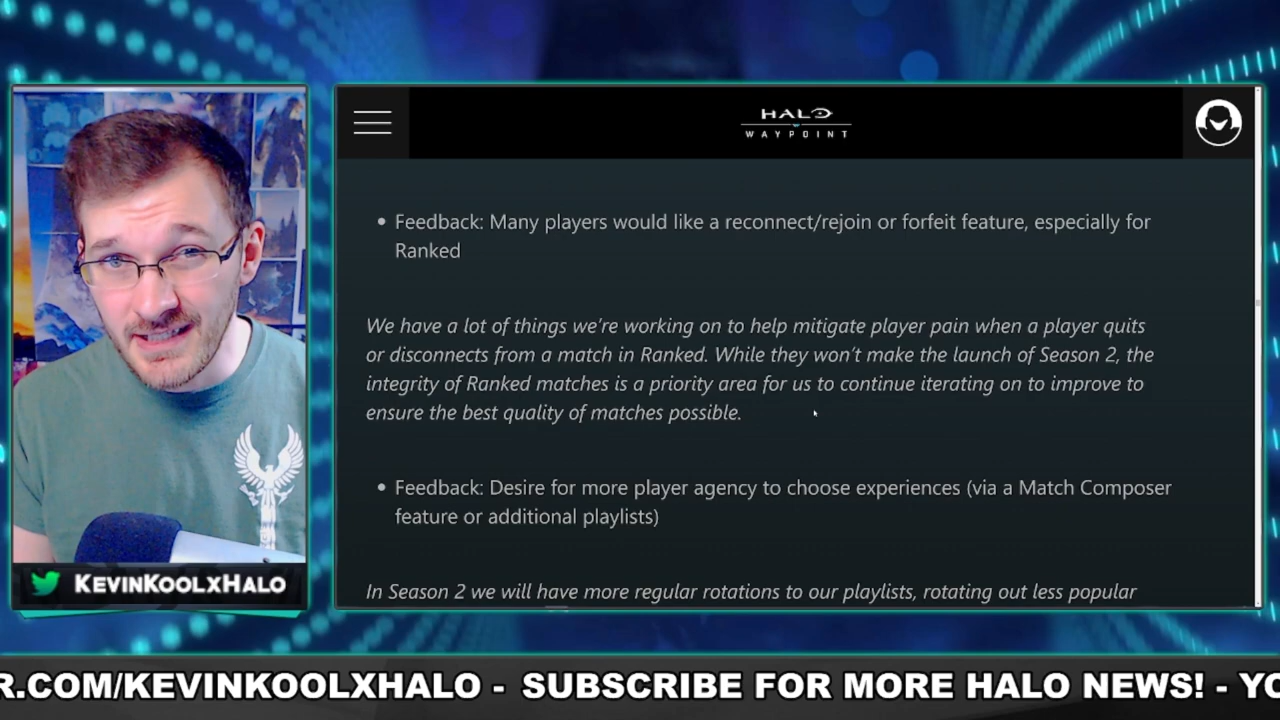 HALO
WAYPOINT
Feedback: Many players would like a reconnect/rejoin or forfeit feature, especially for
Ranked
We have a lot of things we're working on to help mitigate player pain when a player quits
or disconnects from a match in Ranked. While they won't make the launch of Season 2, the
integrity of Ranked matches is a priority area for us to continue iterating on to improve to
ensure the best quality of matches possible.
Feedback: Desire for more player agency to choose experiences (via a Match Composer
feature or additional playlists)
In Season 2 we will have more regular rotations to our playlists, rotating out less popular
KEVINKOOLXHALO
R.COM/KEVINKOOLXHALO - SUBSCRIBE FOR MORE HALO NEWS! - YO